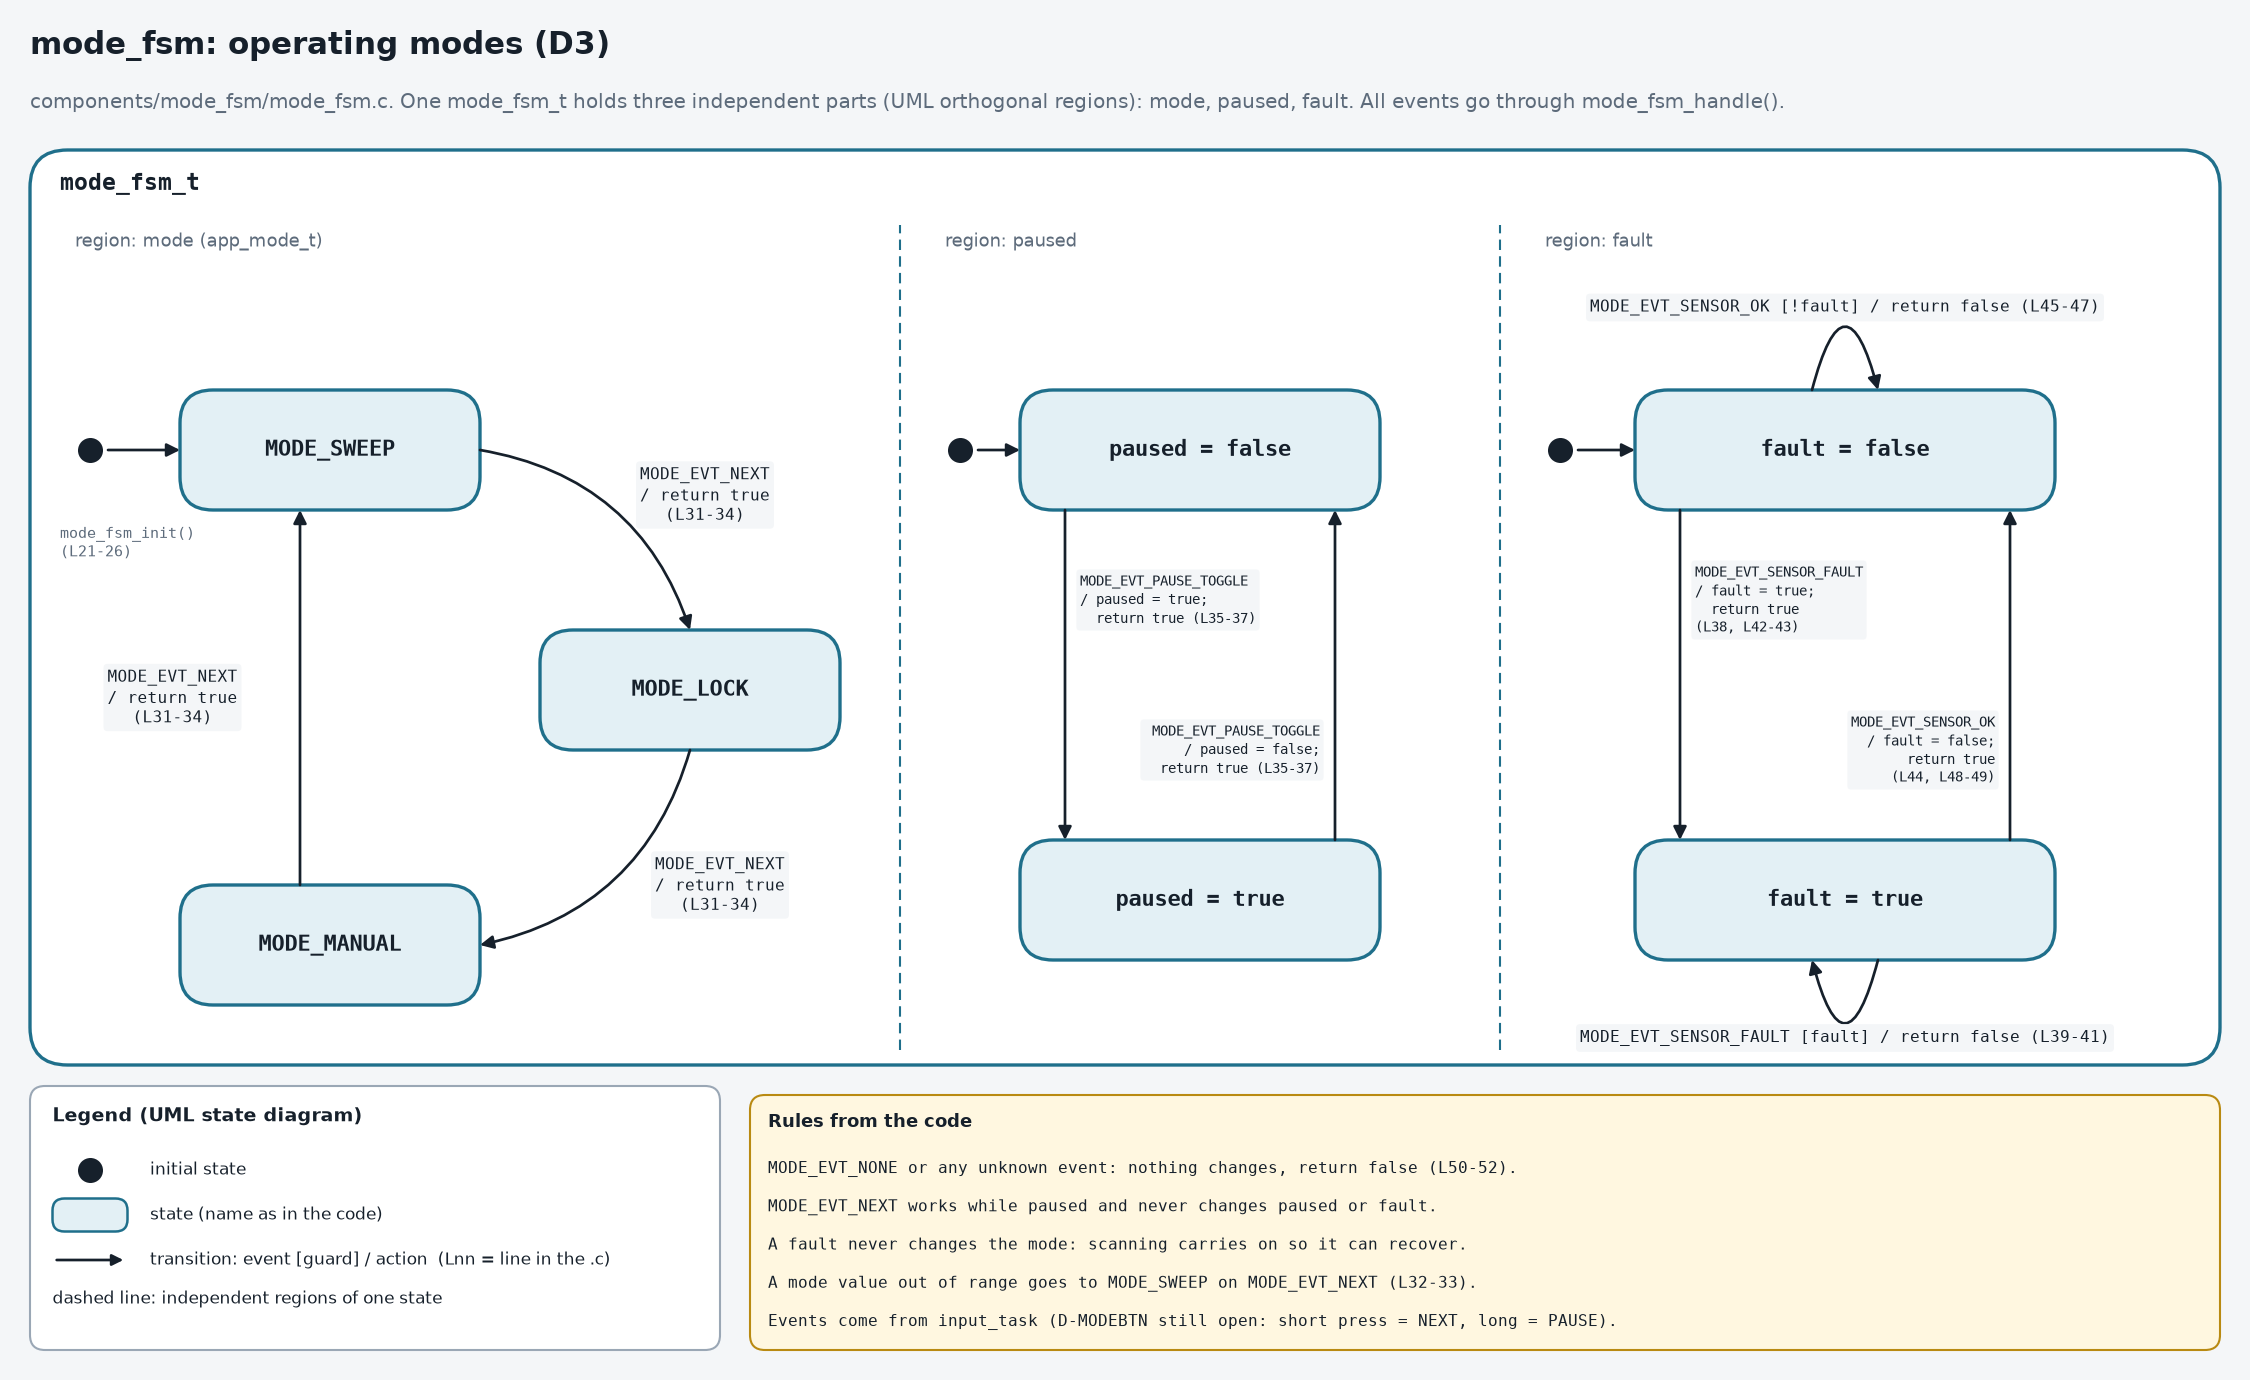 mode_fsm: operating modes (D3)
components/mode_fsm/mode_fsm.c. One mode_fsm_t holds three independent parts (UML orthogonal regions): mode, paused, fault. All events go through mode_fsm_handle().
mode_fsm_t
region: mode (app_mode_t)
MODE_SWEEP
mode_fsm_init()
(L21-26)
MODE_EVT_NEXT
/ return true
(L31-34)
MODE_LOCK
MODE_EVT_NEXT
/ return true
(L31-34)
MODE_EVT_NEXT
/ return true
(L31-34)
MODE_MANUAL
region: paused
paused = false
MODE_EVT_PAUSE_TOGGLE
/ paused = true;
return true (L35-37)
MODE_EVT_PAUSE_TOGGLE
/ paused = false;
return true (L35-37)
paused = true
region: fault
MODE_EVT_SENSOR_OK [!fault] / return false (L45-47)
fault = false
MODE_EVT_SENSOR_FAULT
/ fault = true;
return true
(L38, L42-43)
MODE_EVT_SENSOR_OK
/ fault = false;
return true
(L44, L48-49)
fault = true
MODE_EVT_SENSOR_FAULT [fault] / return false (L39-41)
Legend (UML state diagram)
initial state
state (name as in the code)
transition: event [guard] / action (Lnn = line in the .c)
dashed line: independent regions of one state
Rules from the code
MODE_EVT_NONE or any unknown event: nothing changes, return false (L50-52).
MODE_EVT_NEXT works while paused and never changes paused or fault.
A fault never changes the mode: scanning carries on so it can recover.
A mode value out of range goes to MODE_SWEEP on MODE_EVT_NEXT (L32-33).
Events come from input_task (D-MODEBTN still open: short press = NEXT, long = PAUSE).